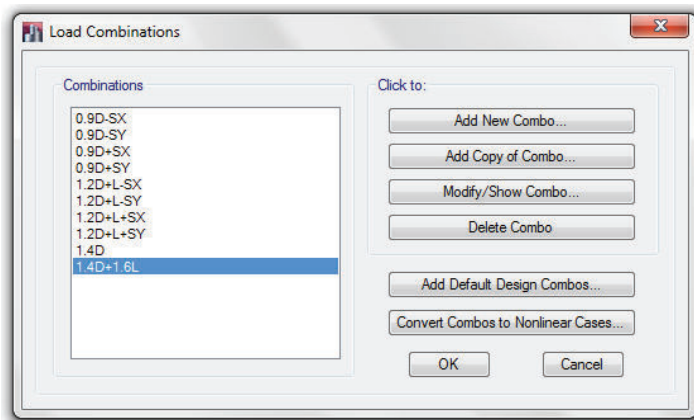 Load Combinations
Combinations
0.9D-SX
0.9D-SY
0.9D+SX
0.9D+SY
1.2D+L-SX
1.2D+L-SY
1.2D+L+SX
1.2D+L+SY
1.4D
1.4D+1.6L
Click to:
Add New Combo...
Add Copy of Combo...
Modify/Show Combo...
Delete Combo
Add Default Design Combos...
Convert Combos to Nonlinear Cases...
OK
Cancel